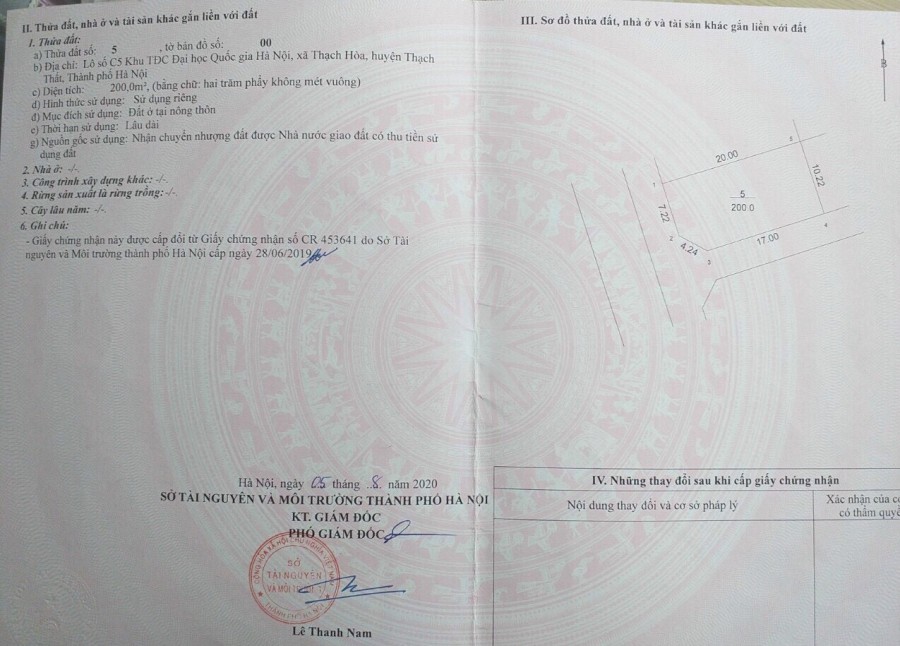 II. Thửa đất, nhà ở và tài sản khác gắn liền với đất
1. Thửa đất:
a) Thửa đất số: 5 , tờ bản đồ số: 00
b) Địa chỉ: Lô số C5 Khu TĐC Đại học Quốc gia Hà Nội, xã Thạch Hòa, huyện Thạch
Thất, Thành phố Hà Nội
c) Diện tích: 200,0m², (bằng chữ: hai trăm phẩy không mét vuông)
d) Hình thức sử dụng: Sử dụng riêng
đ) Mục đích sử dụng: Đất ở tại nông thôn
e) Thời hạn sử dụng: Lâu dài
g) Nguồn gốc sử dụng: Nhận chuyển nhượng đất được Nhà nước giao đất có thu tiền sử
dụng đất
2. Nhà ở: -/-.
3. Công trình xây dựng khác: -/-.
4. Rừng sản xuất là rừng trồng: -/-.
5. Cây lâu năm: -/-.
6. Ghi chú:
- Giấy chứng nhận này được cấp đổi từ Giấy chứng nhận số CR 453641 do Sở Tài
nguyên và Môi trường thành phố Hà Nội cấp ngày 28/06/2019
Hà Nội, ngày 05 tháng 8 năm 2020
SỞ TÀI NGUYÊN VÀ MÔI TRƯỜNG THÀNH PHỐ HÀ NỘI
KT. GIÁM ĐỐC
PHÓ GIÁM ĐỐC
SỞ
TÀI NGUYÊN
VÀ MÔI
Lê Thanh Nam
III. Sơ đồ thửa đất, nhà ở và tài sản khác gắn liền với đất
B
20.00
10.22
1
5
7.22
200.0
2
4.24
3
17.00
4
IV. Những thay đổi sau khi cấp giấy chứng nhận
Nội dung thay đổi và cơ sở pháp lý
Xác nhận của c
có thẩm quyề